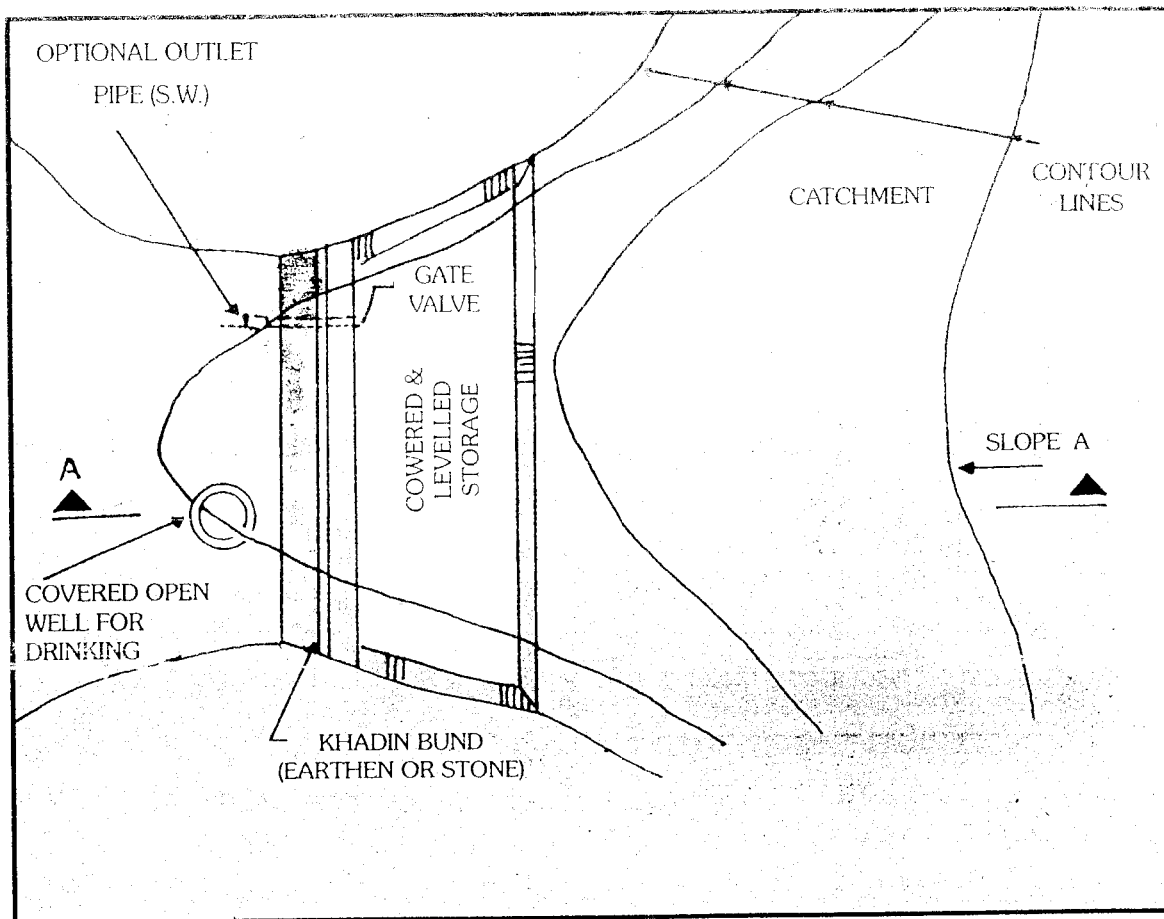 OPTIONAL OUTLET
PIPE (S.W.)
CONTOUR
LINES
CATCHMENT
GATE
VALVE
COWERED &
LEVELLED
STORAGE
SLOPE A
A
COVERED OPEN
WELL FOR
DRINKING
KHADIN BUND
(EARTHEN OR STONE)